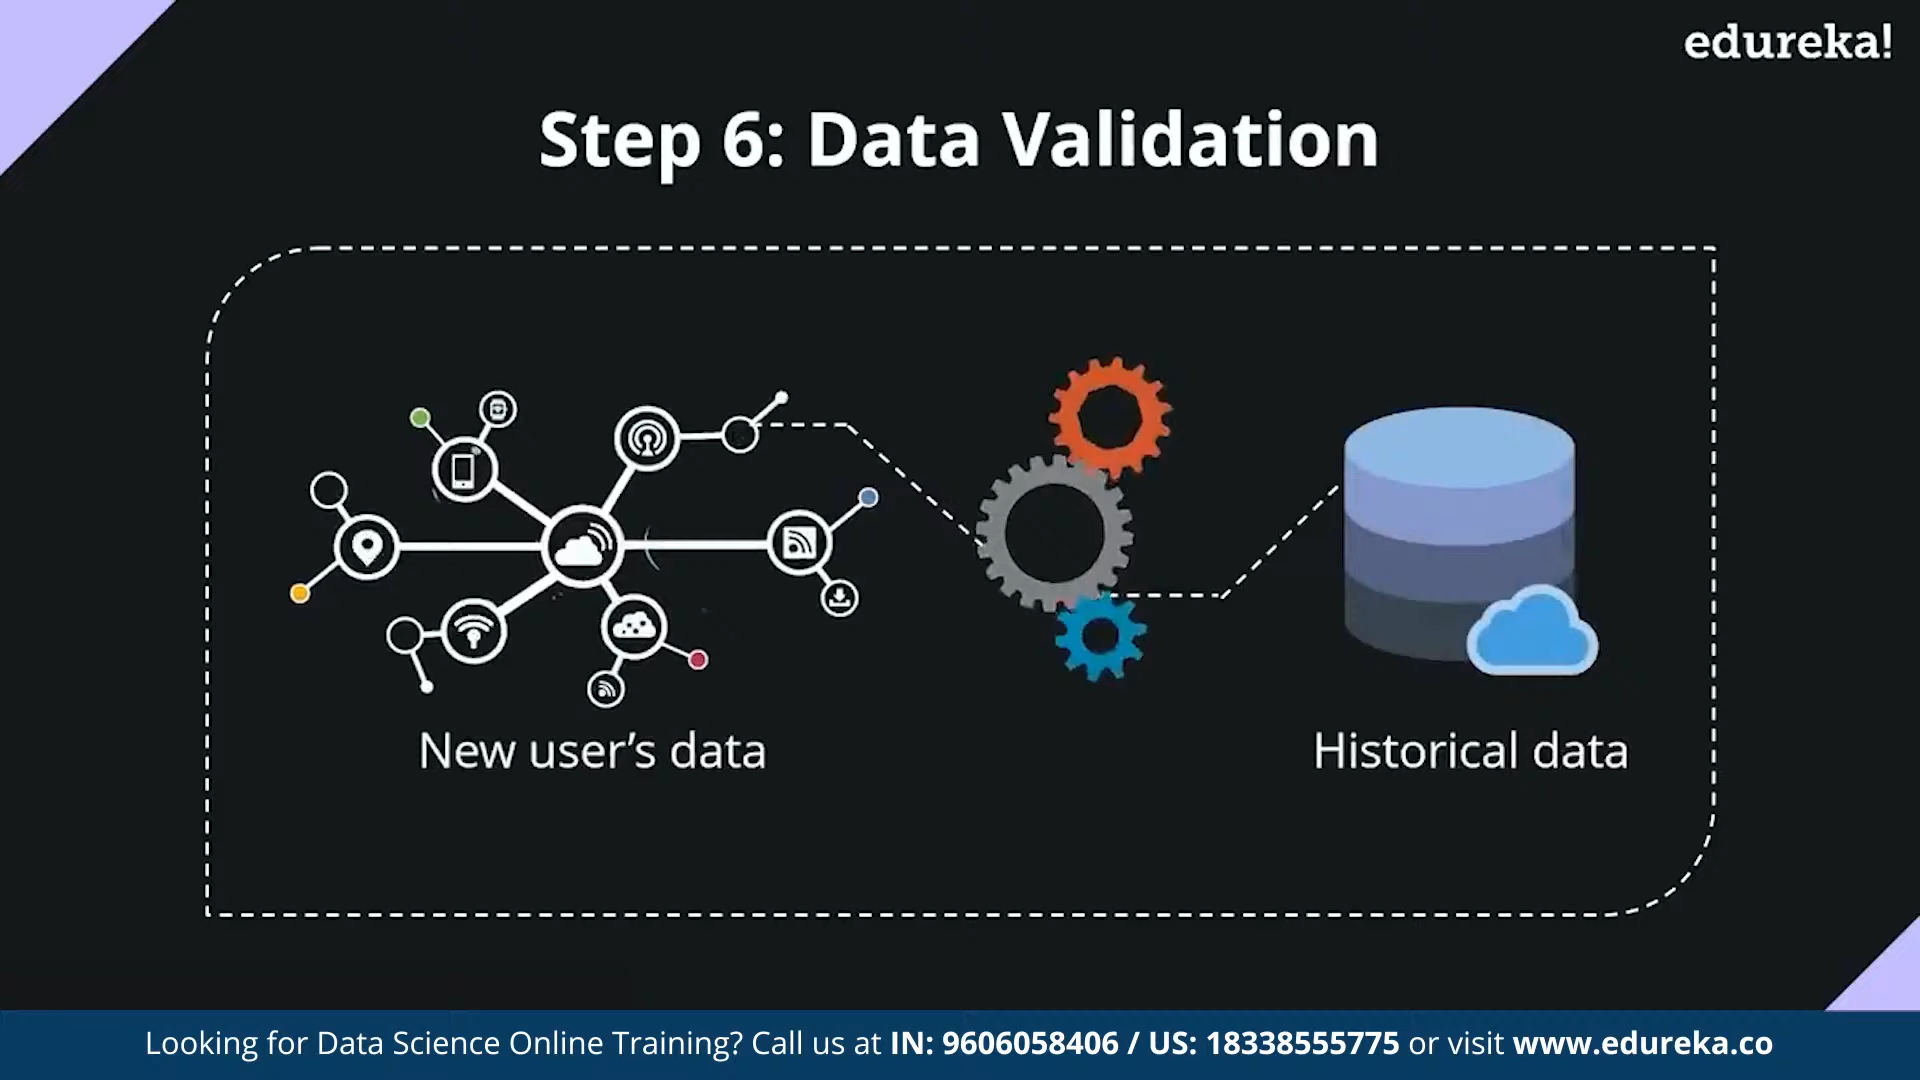 edureka!
Step 6: Data Validation
New user’s data
Historical data
Looking for Data Science Online Training? Call us at IN: 9606058406 / US: 18338555775 or visit www.edureka.co